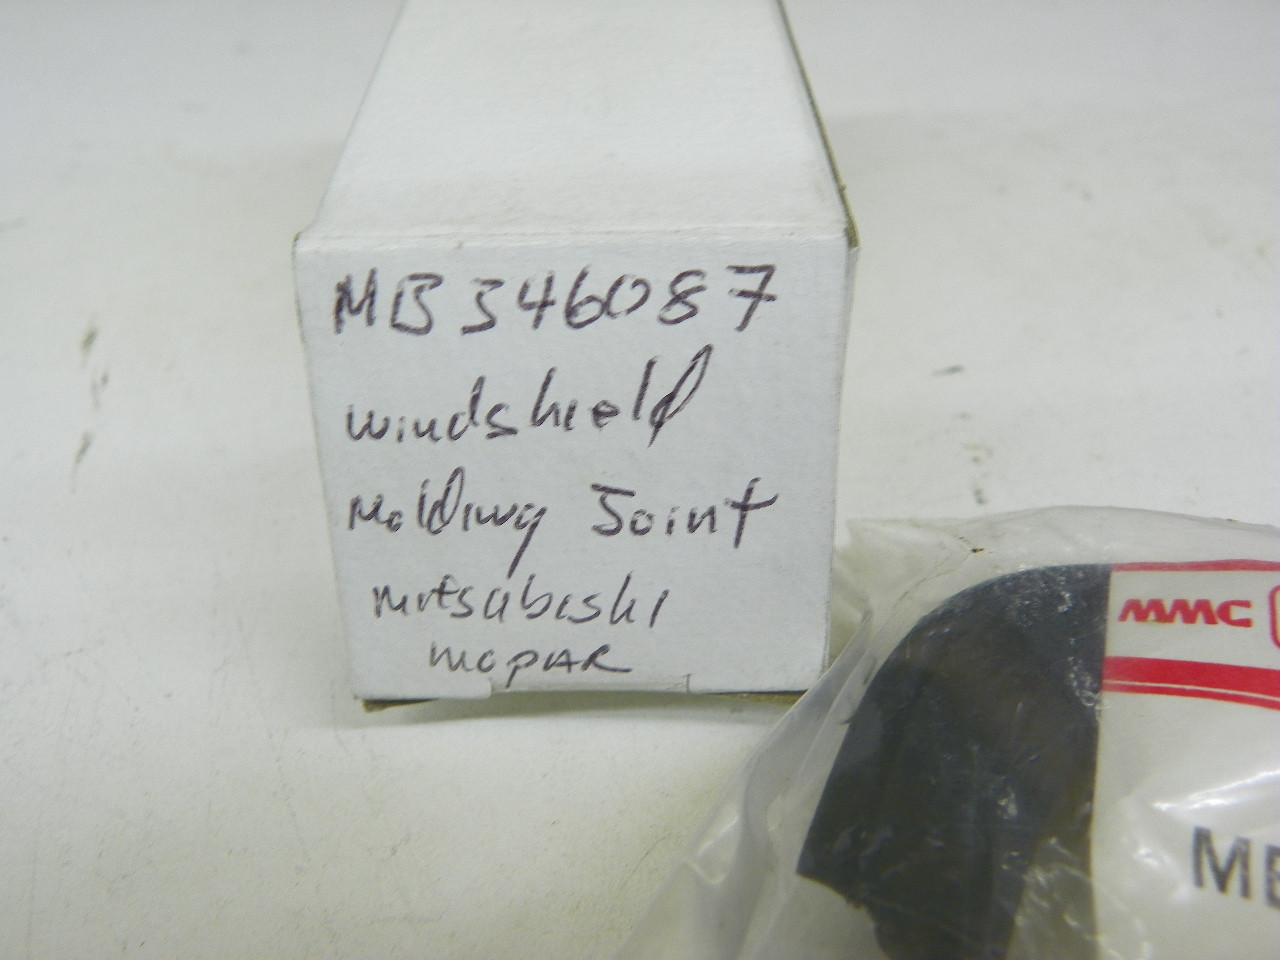 MB346087
windshield
Molding Joint
mitsubishi
mopar
MMC
MB